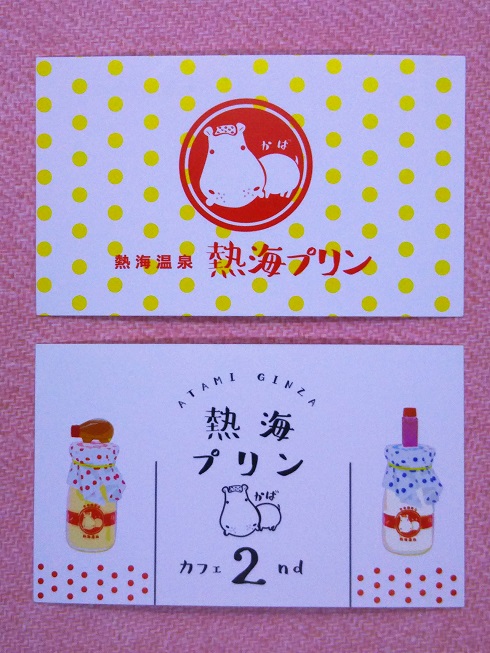 かば
熱海温泉 熱海プリン
ATAMI GINZA
熱海
プリン
かば
カフェ 2nd